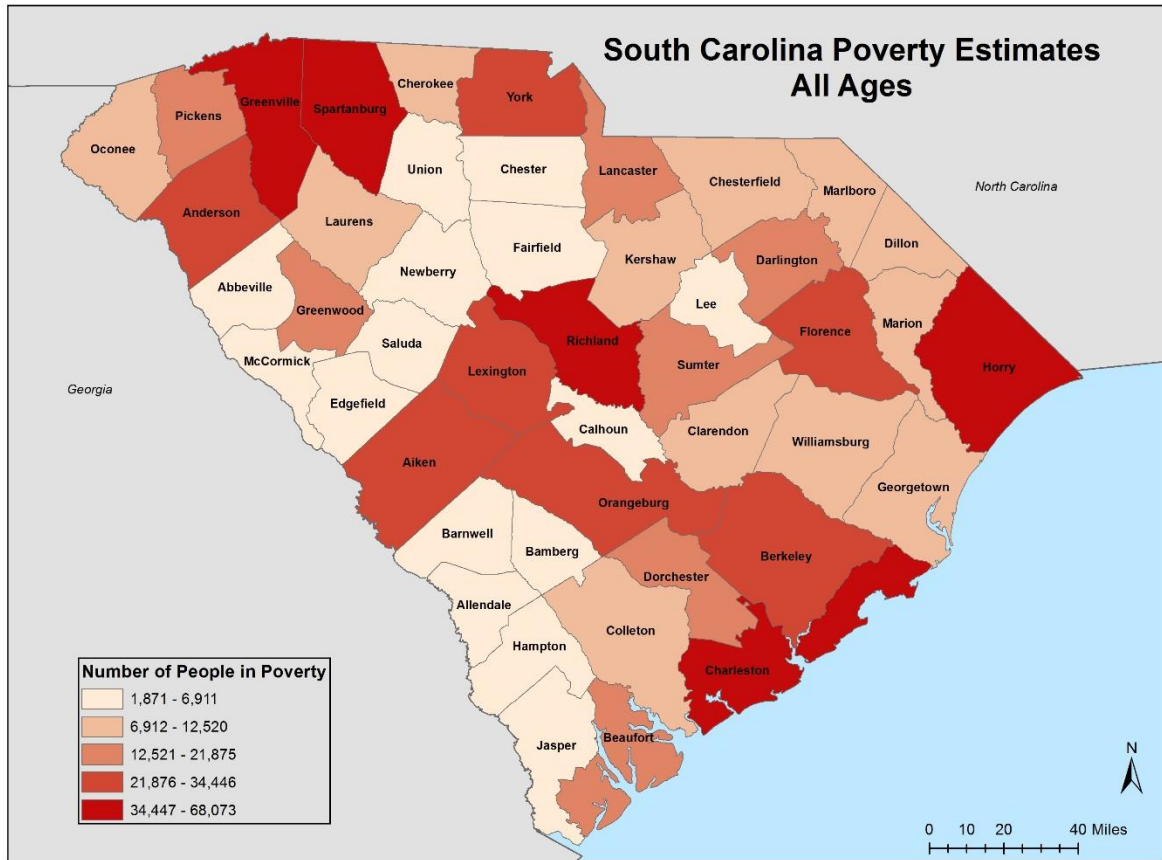 South Carolina Poverty Estimates
All Ages
Cherokee
York
Greenville
Spartanburg
Pickens
Oconee
Union
Chester
Lancaster
Chesterfield
Marlboro
North Carolina
Anderson
Laurens
Fairfield
Dillon
Newberry
Kershaw
Darlington
Abbeville
Lee
Greenwood
Marion
Florence
Saluda
Richland
McCormick
Lexington
Sumter
Horry
Georgia
Edgefield
Calhoun
Clarendon
Williamsburg
Aiken
Georgetown
Orangeburg
Barnwell
Bamberg
Berkeley
Dorchester
Allendale
Colleton
Hampton
Charleston
Jasper
Beaufort
Number of People in Poverty
1,871 - 6,911
6,912 - 12,520
12,521 - 21,875
21,876 - 34,446
34,447 - 68,073
N
0 10 20 40 Miles